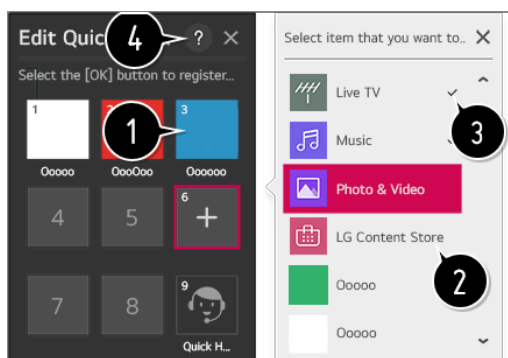 Edit Quic
4
?
Select the [OK] button to register...
1
2
3
1
Ooooo
OooOoo
Oooooo
4
5
6
7
8
9
Quick H...
Select item that you want to..
Live TV
3
Music
Photo & Video
LG Content Store
2
Ooooo
Ooooo